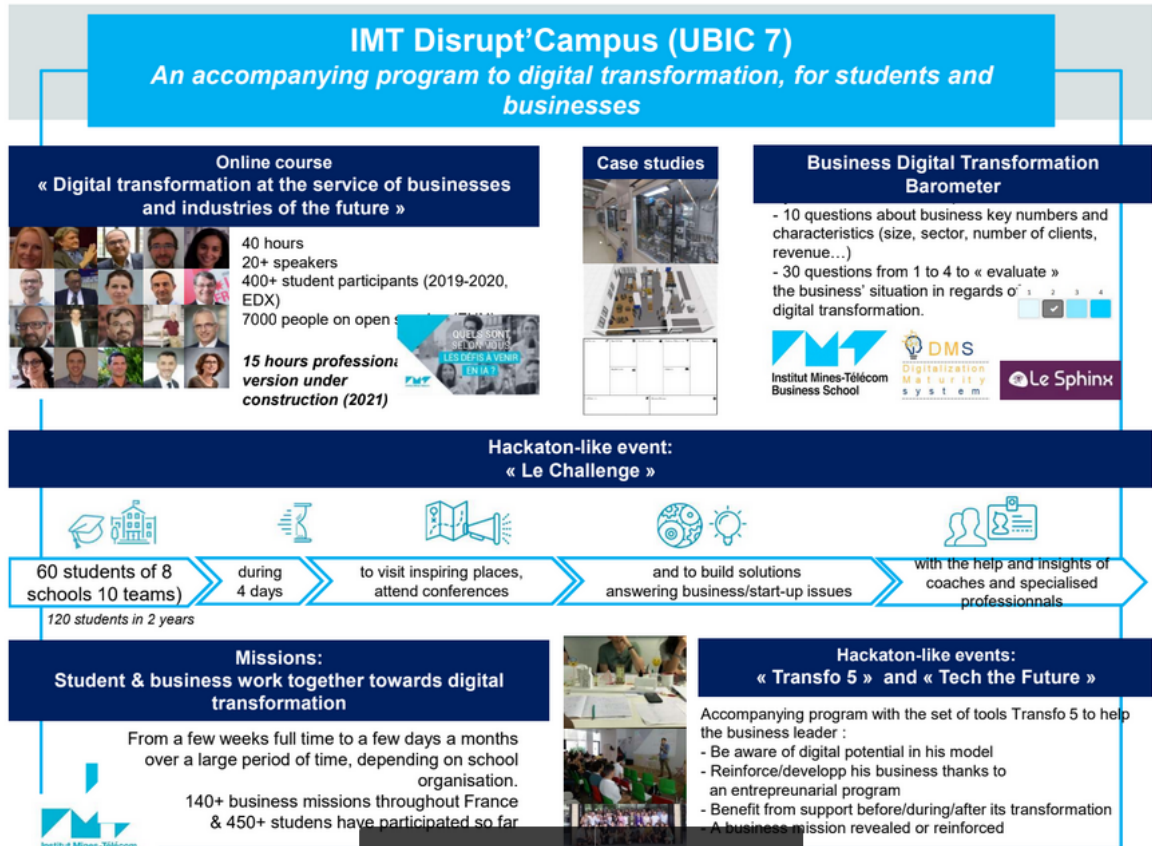 IMT Disrupt'Campus (UBIC 7)
An accompanying program to digital transformation, for students and
businesses
Online course
« Digital transformation at the service of businesses
and industries of the future »
40 hours
20+ speakers
400+ student participants (2019-2020,
EDX)
7000 people on open
15 hours professional
version under
construction (2021)
QUELS SONT,
SELON VOUS,
LES DÉFIS À VENIR
EN IA ?
Case studies
Business Digital Transformation
Barometer
- 10 questions about business key numbers and
characteristics (size, sector, number of clients,
revenue…)
- 30 questions from 1 to 4 to « evaluate »
the business' situation in regards of
digital transformation.
1 2 3 4
Institut Mines-Télécom
Business School
DMS
Digitalization
Maturity
system
Le Sphinx
Hackaton-like event:
« Le Challenge »
60 students of 8
schools 10 teams)
during
4 days
to visit inspiring places,
attend conferences
and to build solutions
answering business/start-up issues
with the help and insights of
coaches and specialised
professionnals
120 students in 2 years
Missions:
Student & business work together towards digital
transformation
From a few weeks full time to a few days a months
over a large period of time, depending on school
organisation.
140+ business missions throughout France
& 450+ studens have participated so far
Institut Mines-Télécom
Hackaton-like events:
« Transfo 5 » and « Tech the Future »
Accompanying program with the set of tools Transfo 5 to help
the business leader :
- Be aware of digital potential in his model
- Reinforce/developp his business thanks to
an entrepreunarial program
- Benefit from support before/during/after its transformation
- A business mission revealed or reinforced